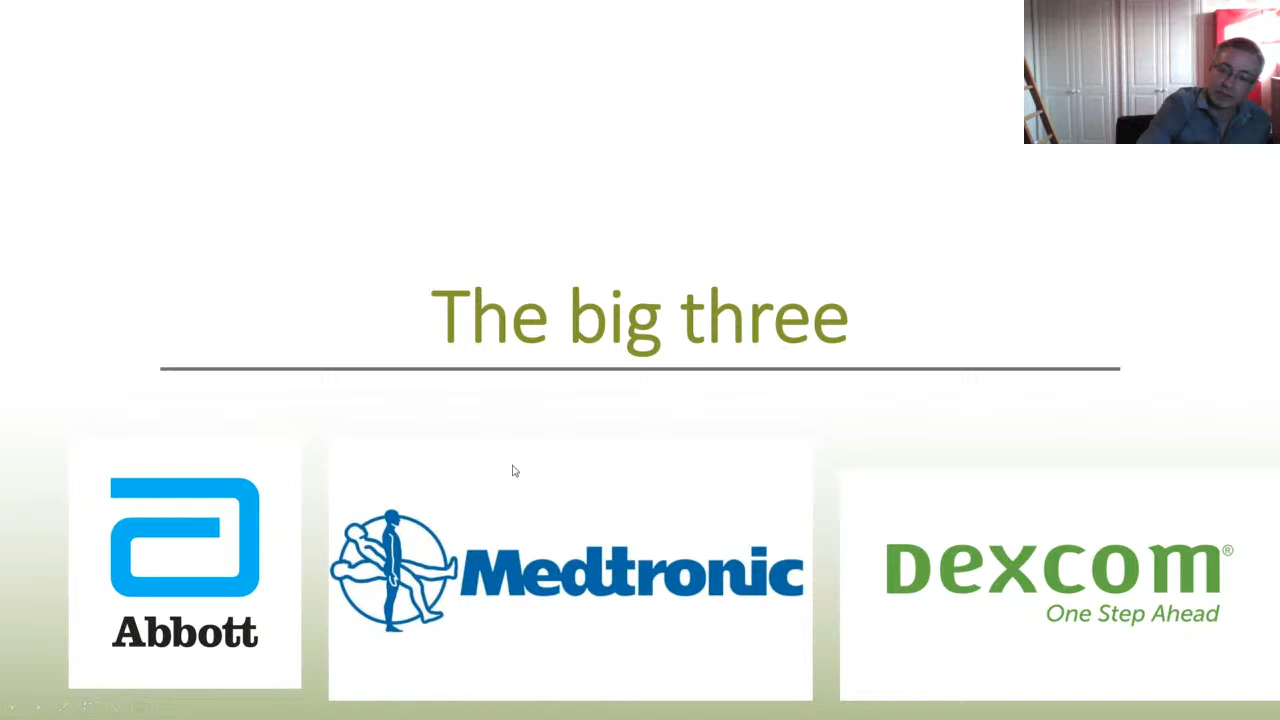 The big three
Abbott
Medtronic
Dexcom®
One Step Ahead